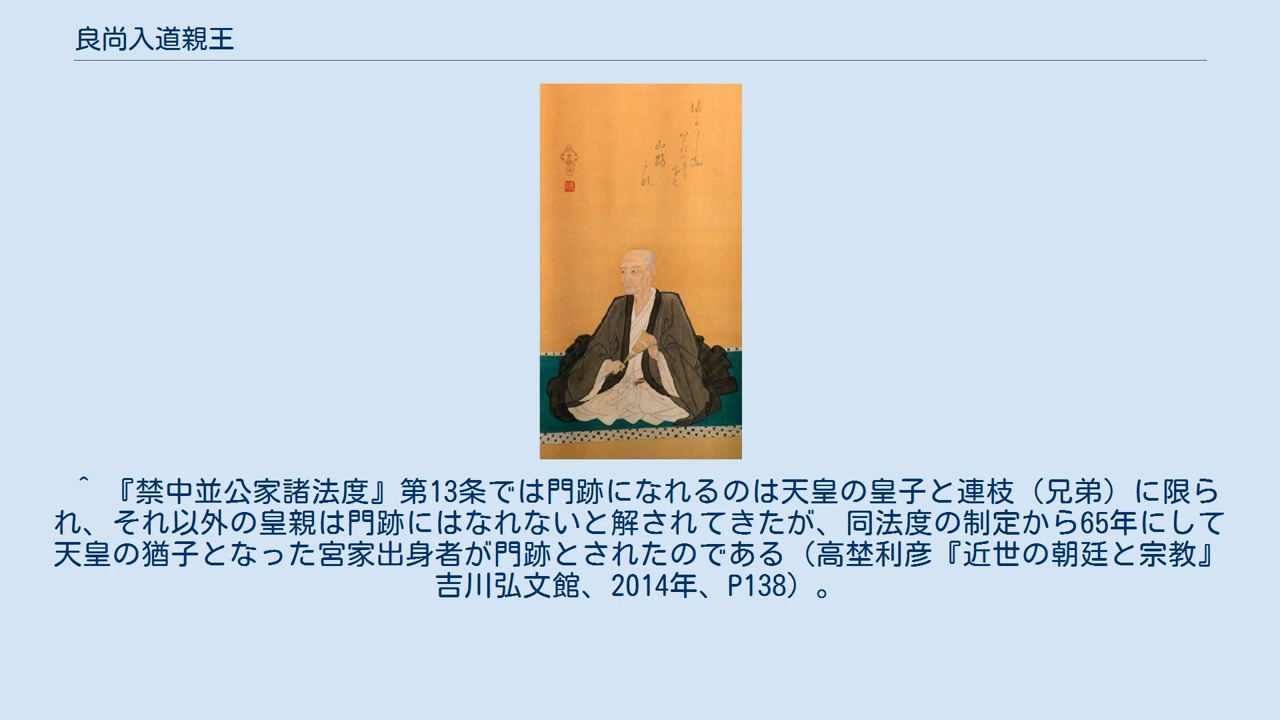 良尚入道親王
^ 『禁中並公家諸法度』第13条では門跡になれるのは天皇の皇子と連枝（兄弟）に限ら
れ、それ以外の皇親は門跡にはなれないと解されてきたが、同法度の制定から65年にして
天皇の猶子となった宮家出身者が門跡とされたのである（高埜利彦『近世の朝廷と宗教』
吉川弘文館、2014年、P138）。